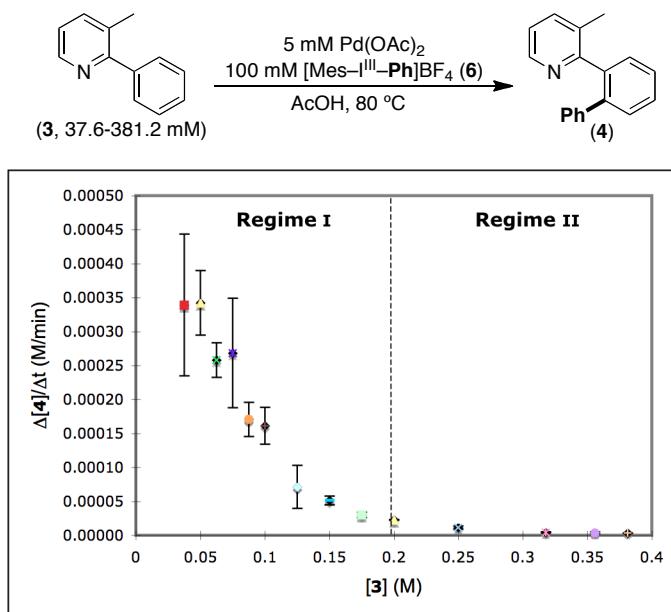 N
(3, 37.6-381.2 mM)
5 mM Pd(OAc)2
100 mM [Mes–IIII–Ph]BF4 (6)
AcOH, 80 ºC
N
Ph
(4)
Regime I
Regime II
0.00050
0.00045
0.00040
0.00035
0.00030
0.00025
0.00020
0.00015
0.00010
0.00005
0.00000
Δ[4]/Δt (M/min)
0
0.05
0.1
0.15
0.2
0.25
0.3
0.35
0.4
[3] (M)